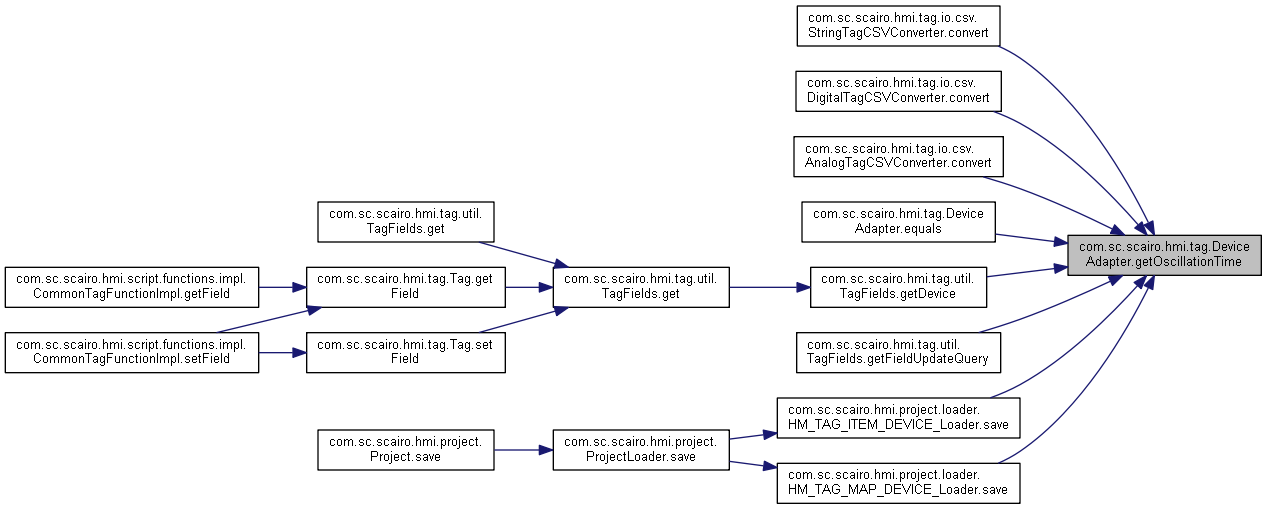 com.sc.scairo.hmi.tag.io.csv.
StringTagCSVConverter.convert
com.sc.scairo.hmi.tag.io.csv.
DigitalTagCSVConverter.convert
com.sc.scairo.hmi.tag.io.csv.
AnalogTagCSVConverter.convert
com.sc.scairo.hmi.tag.util.
TagFields.get
com.sc.scairo.hmi.tag.Device
Adapter.equals
com.sc.scairo.hmi.tag.Device
Adapter.getOscillationTime
com.sc.scairo.hmi.script.functions.impl.
CommonTagFunctionImpl.getField
com.sc.scairo.hmi.tag.Tag.get
Field
com.sc.scairo.hmi.tag.util.
TagFields.get
com.sc.scairo.hmi.tag.util.
TagFields.getDevice
com.sc.scairo.hmi.script.functions.impl.
CommonTagFunctionImpl.setField
com.sc.scairo.hmi.tag.Tag.set
Field
com.sc.scairo.hmi.tag.util.
TagFields.getFieldUpdateQuery
com.sc.scairo.hmi.project.loader.
HM_TAG_ITEM_DEVICE_Loader.save
com.sc.scairo.hmi.project.
Project.save
com.sc.scairo.hmi.project.
ProjectLoader.save
com.sc.scairo.hmi.project.loader.
HM_TAG_MAP_DEVICE_Loader.save